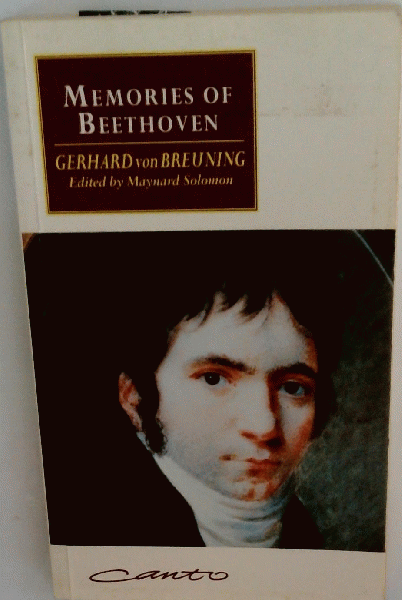 MEMORIES OF
BEETHOVEN
GERHARD von BREUNING
Edited by Maynard Solomon
canto